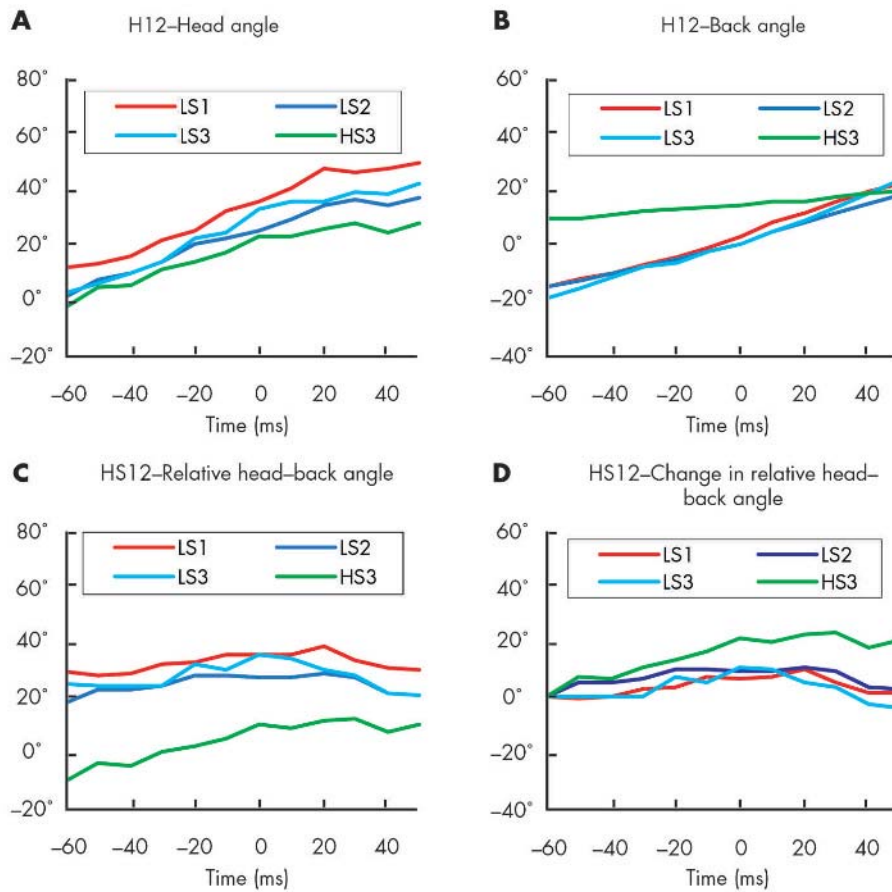 A
H12–Head angle
80˚
60˚
40˚
20˚
0˚
–20˚
LS1 LS2
LS3 HS3
–60 –40 –20 0 20 40
Time (ms)
B
H12–Back angle
60˚
40˚
20˚
0˚
–20˚
–40˚
LS1 LS2
LS3 HS3
–60 –40 –20 0 20 40
Time (ms)
C
HS12–Relative head–back angle
80˚
60˚
40˚
20˚
0˚
–20˚
LS1 LS2
LS3 HS3
–60 –40 –20 0 20 40
Time (ms)
D
HS12–Change in relative head–
back angle
60˚
40˚
20˚
0˚
–20˚
–40˚
LS1 LS2
LS3 HS3
–60 –40 –20 0 20 40
Time (ms)